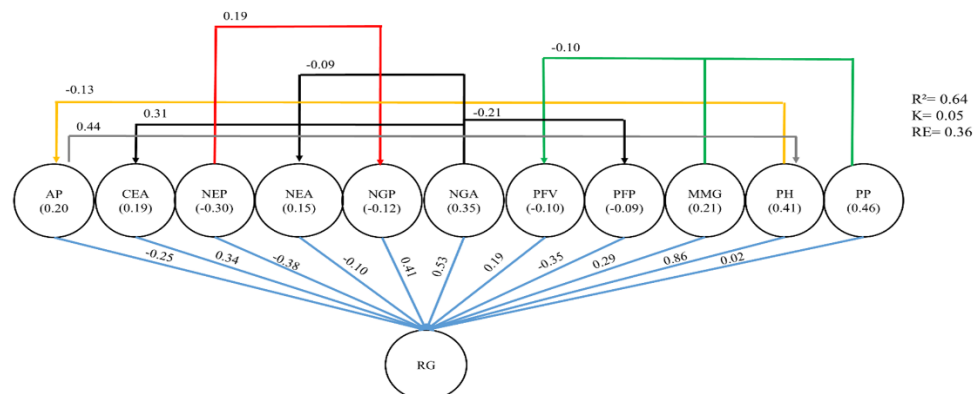 0.19
-0.10
-0.09
-0.13
0.31
-0.21
0.44
R²= 0.64
K= 0.05
RE= 0.36
AP
(0.20
CEA
(0.19)
NEP
(-0.30)
NEA
(0.15)
NGP
(-0.12)
NGA
(0.35)
PFV
(-0.10)
PFP
(-0.09)
MMG
(0.21)
PH
(0.41)
PP
(0.46)
-0.25
0.34
-0.38
-0.10
0.41
0.53
0.19
-0.35
0.29
0.86
0.02
RG